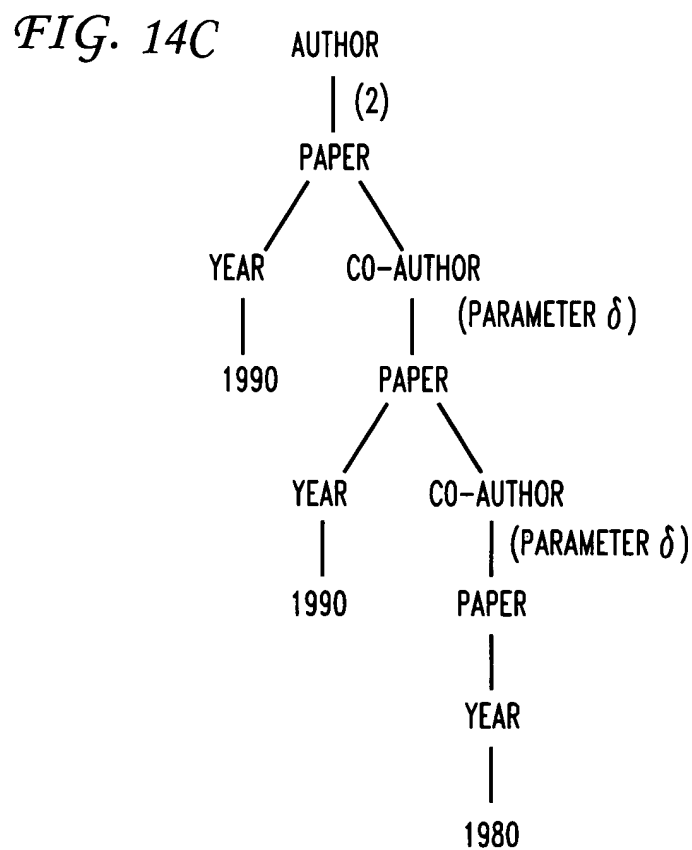 FIG. 14C
AUTHOR
(2)
PAPER
YEAR CO-AUTHOR
(PARAMETER δ)
1990 PAPER
YEAR CO-AUTHOR
(PARAMETER δ)
1990 PAPER
YEAR
1980